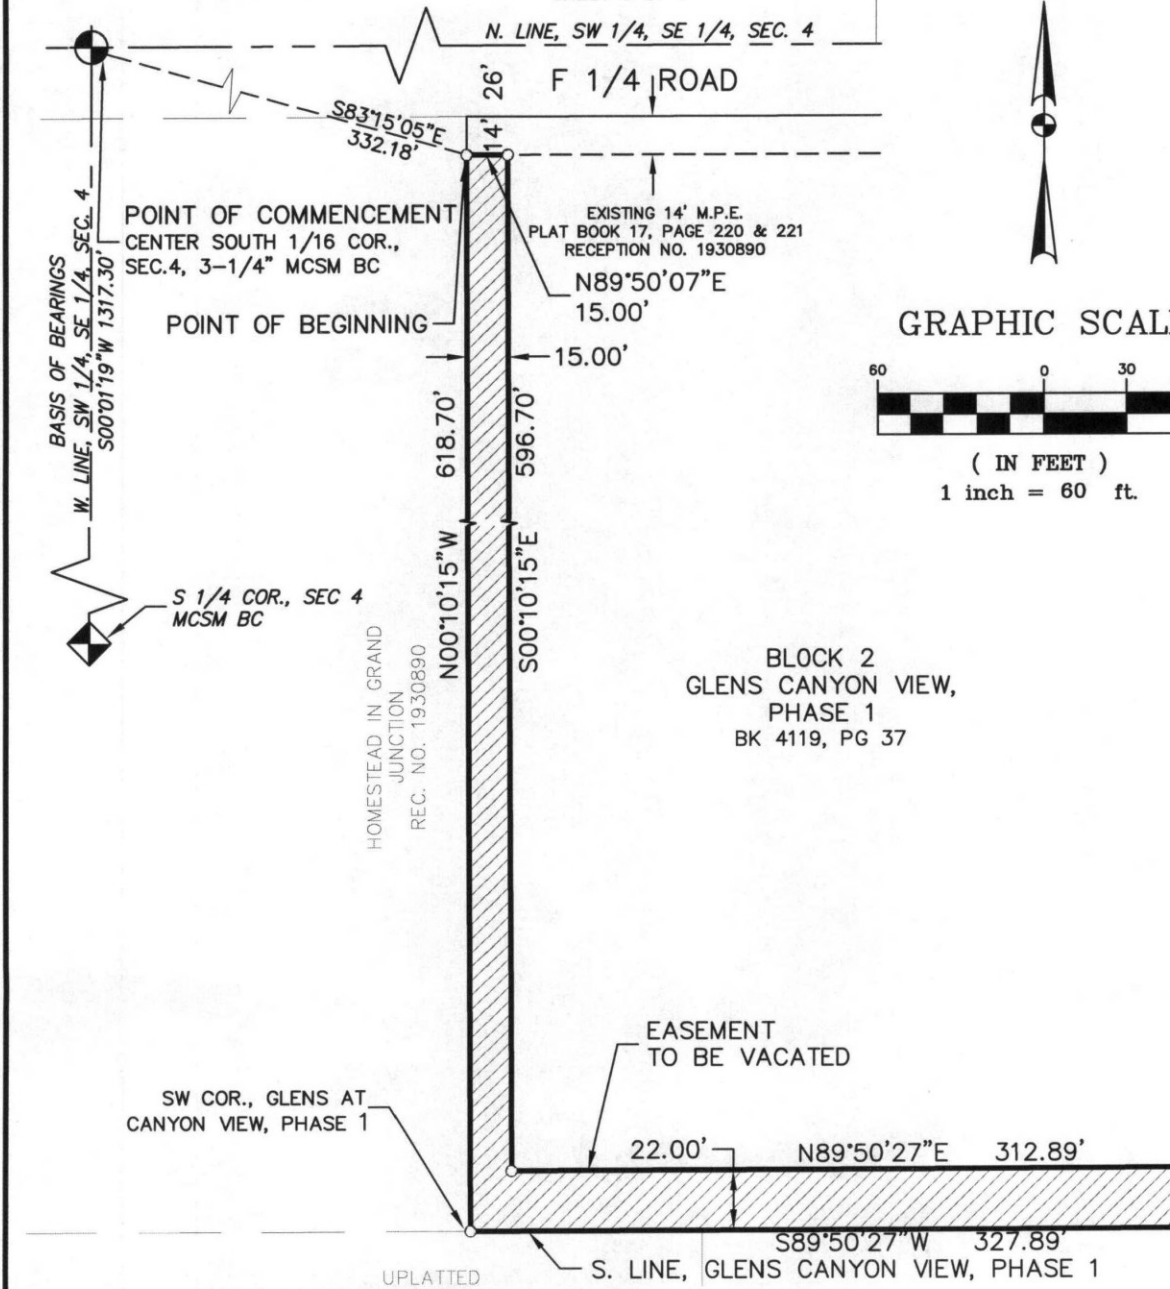 N. LINE, SW 1/4, SE 1/4, SEC. 4
26'
F 1/4 ROAD
14'
S83°15'05"E
332.18'
POINT OF COMMENCEMENT
CENTER SOUTH 1/16 COR.,
SEC.4, 3-1/4" MCSM BC
EXISTING 14' M.P.E.
PLAT BOOK 17, PAGE 220 & 221
RECEPTION NO. 1930890
N89°50'07"E
15.00'
POINT OF BEGINNING
15.00'
BASIS OF BEARINGS
W. LINE, SW 1/4, SE 1/4, SEC. 4
S00°01'19"W 1317.30'
GRAPHIC SCAL
60 0 30
( IN FEET )
1 inch = 60 ft.
N00°10'15"W 618.70'
S00°10'15"E 596.70'
S 1/4 COR., SEC 4
MCSM BC
HOMESTEAD IN GRAND
JUNCTION
REC. NO. 1930890
BLOCK 2
GLENS CANYON VIEW,
PHASE 1
BK 4119, PG 37
EASEMENT
TO BE VACATED
SW COR., GLENS AT
CANYON VIEW, PHASE 1
22.00'
N89°50'27"E 312.89'
S89°50'27"W 327.89'
S. LINE, GLENS CANYON VIEW, PHASE 1
UPLATTED